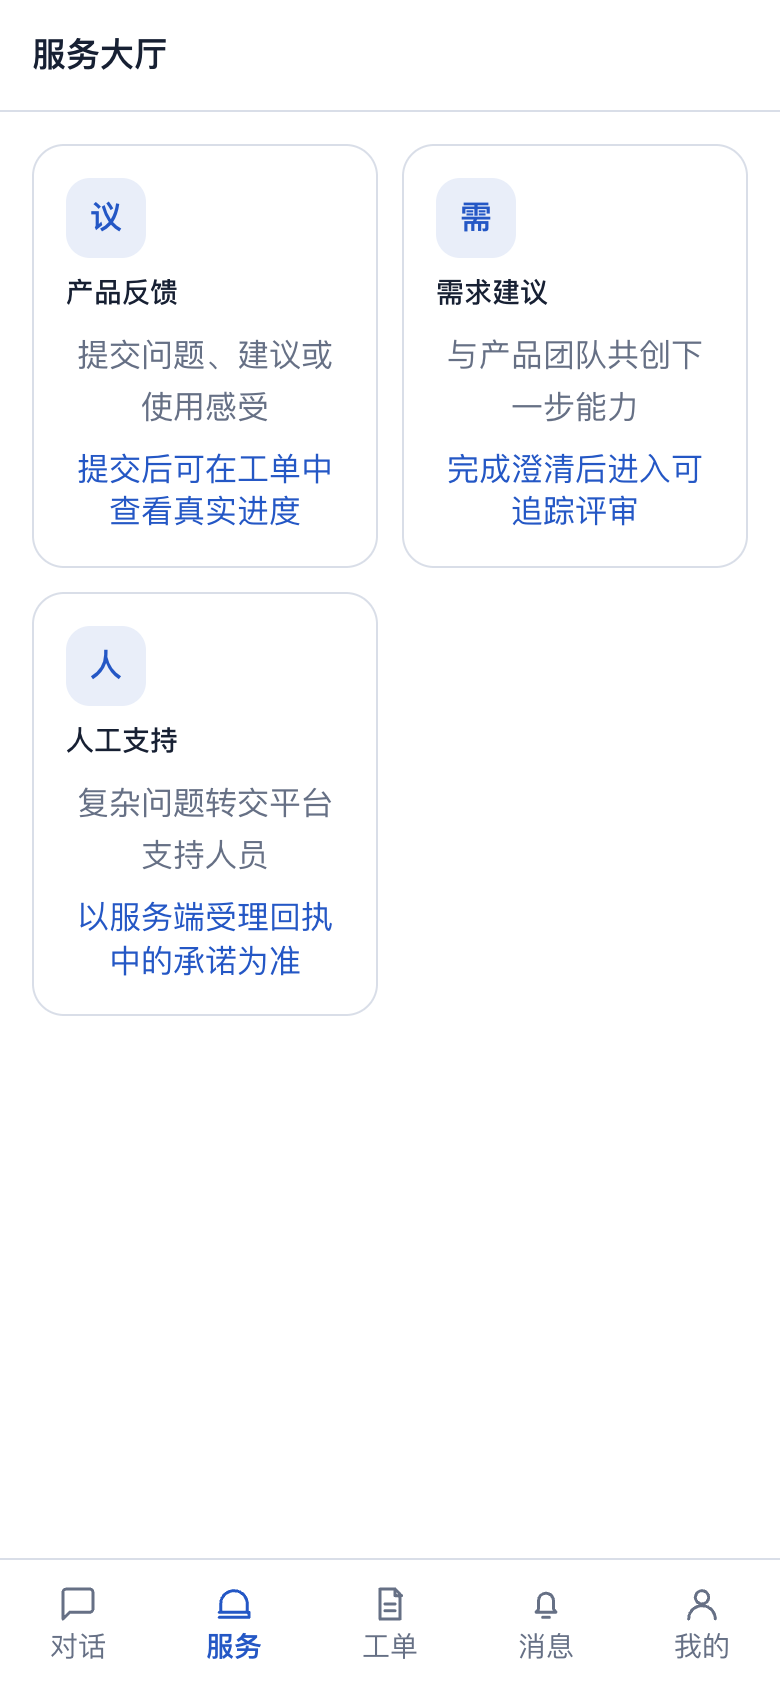 服务大厅
议
产品反馈
提交问题、建议或
使用感受
提交后可在工单中
查看真实进度
需
需求建议
与产品团队共创下
一步能力
完成澄清后进入可
追踪评审
人
人工支持
复杂问题转交平台
支持人员
以服务端受理回执
中的承诺为准
对话
服务
工单
消息
我的